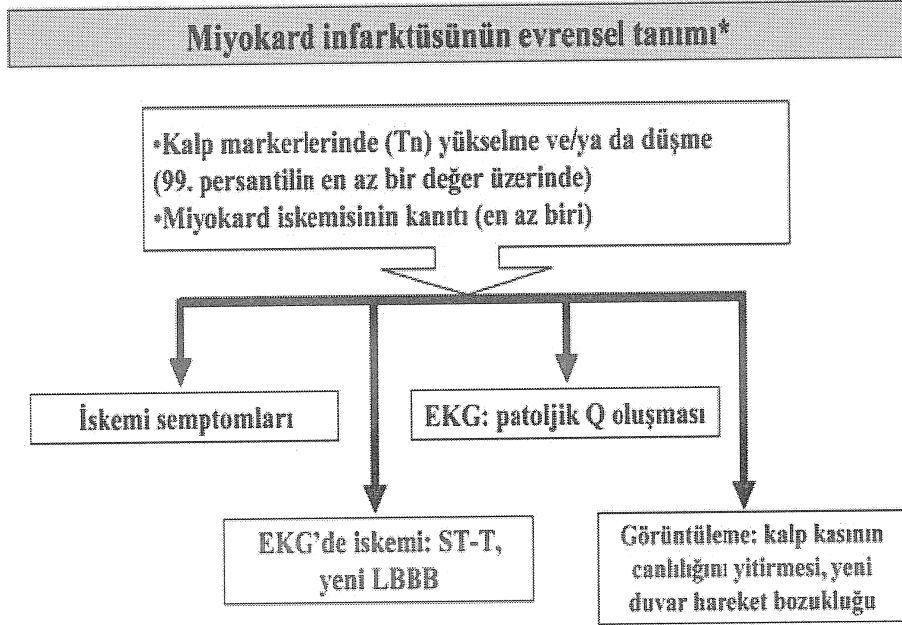 Miyokard infarktüsünün evrensel tanımı*
•Kalp markerlerinde (Tn) yükselme ve/ya da düşme
(99. persantilin en az bir değer üzerinde)
•Miyokard iskemisinin kanıtı (en az biri)
İskemi semptomları
EKG: patoljik Q oluşması
EKG'de iskemi: ST-T,
yeni LBBB
Görüntüleme: kalp kasının
canlılığını yitirmesi, yeni
duvar hareket bozukluğu